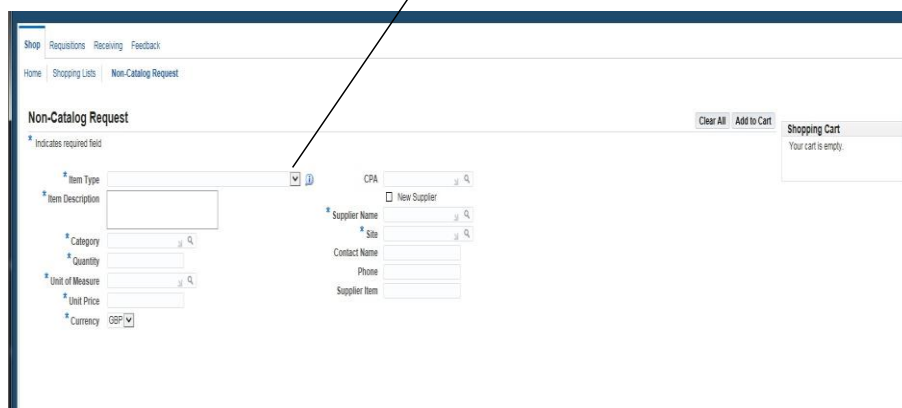 Shop Requisitions Receiving Feedback
Home Shopping Lists Non-Catalog Request
Non-Catalog Request
Clear All Add to Cart
* Indicates required field
* Item Type
* Item Description
* Category
* Quantity
* Unit of Measure
* Unit Price
* Currency GBP
CPA
New Supplier
* Supplier Name
* Site
Contact Name
Phone
Supplier Item
Shopping Cart
Your cart is empty.